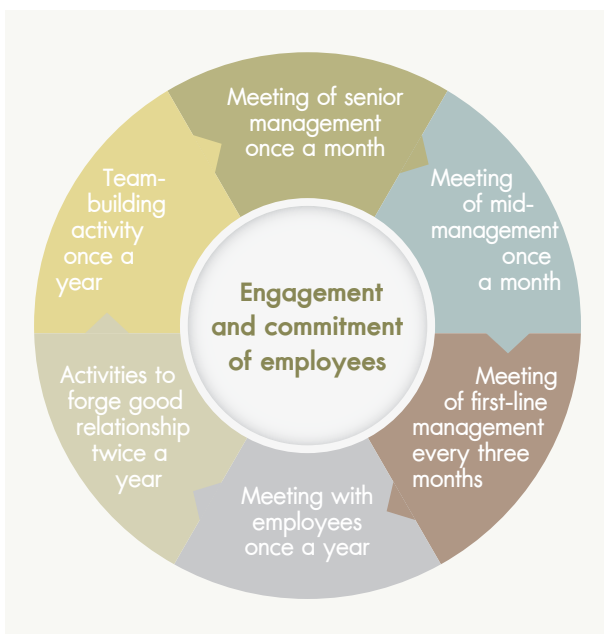 Meeting of senior
management
once a month
Meeting
of mid-
management
once
a month
Meeting
of first-line
management
every three
months
Meeting with
employees
once a year
Activities to
forge good
relationship
twice a
year
Team-
building
activity
once a
year
Engagement
and commitment
of employees